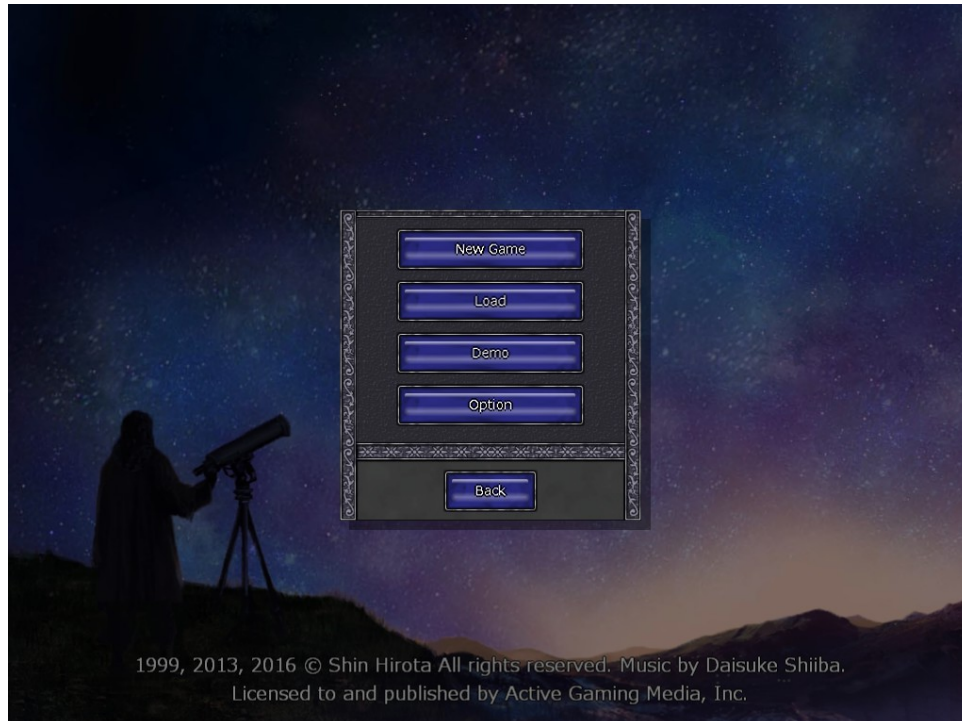 New Game
Load
Demo
Option
Back
1999, 2013, 2016 © Shin Hirota All rights reserved. Music by Daisuke Shiiba.
Licensed to and published by Active Gaming Media, Inc.